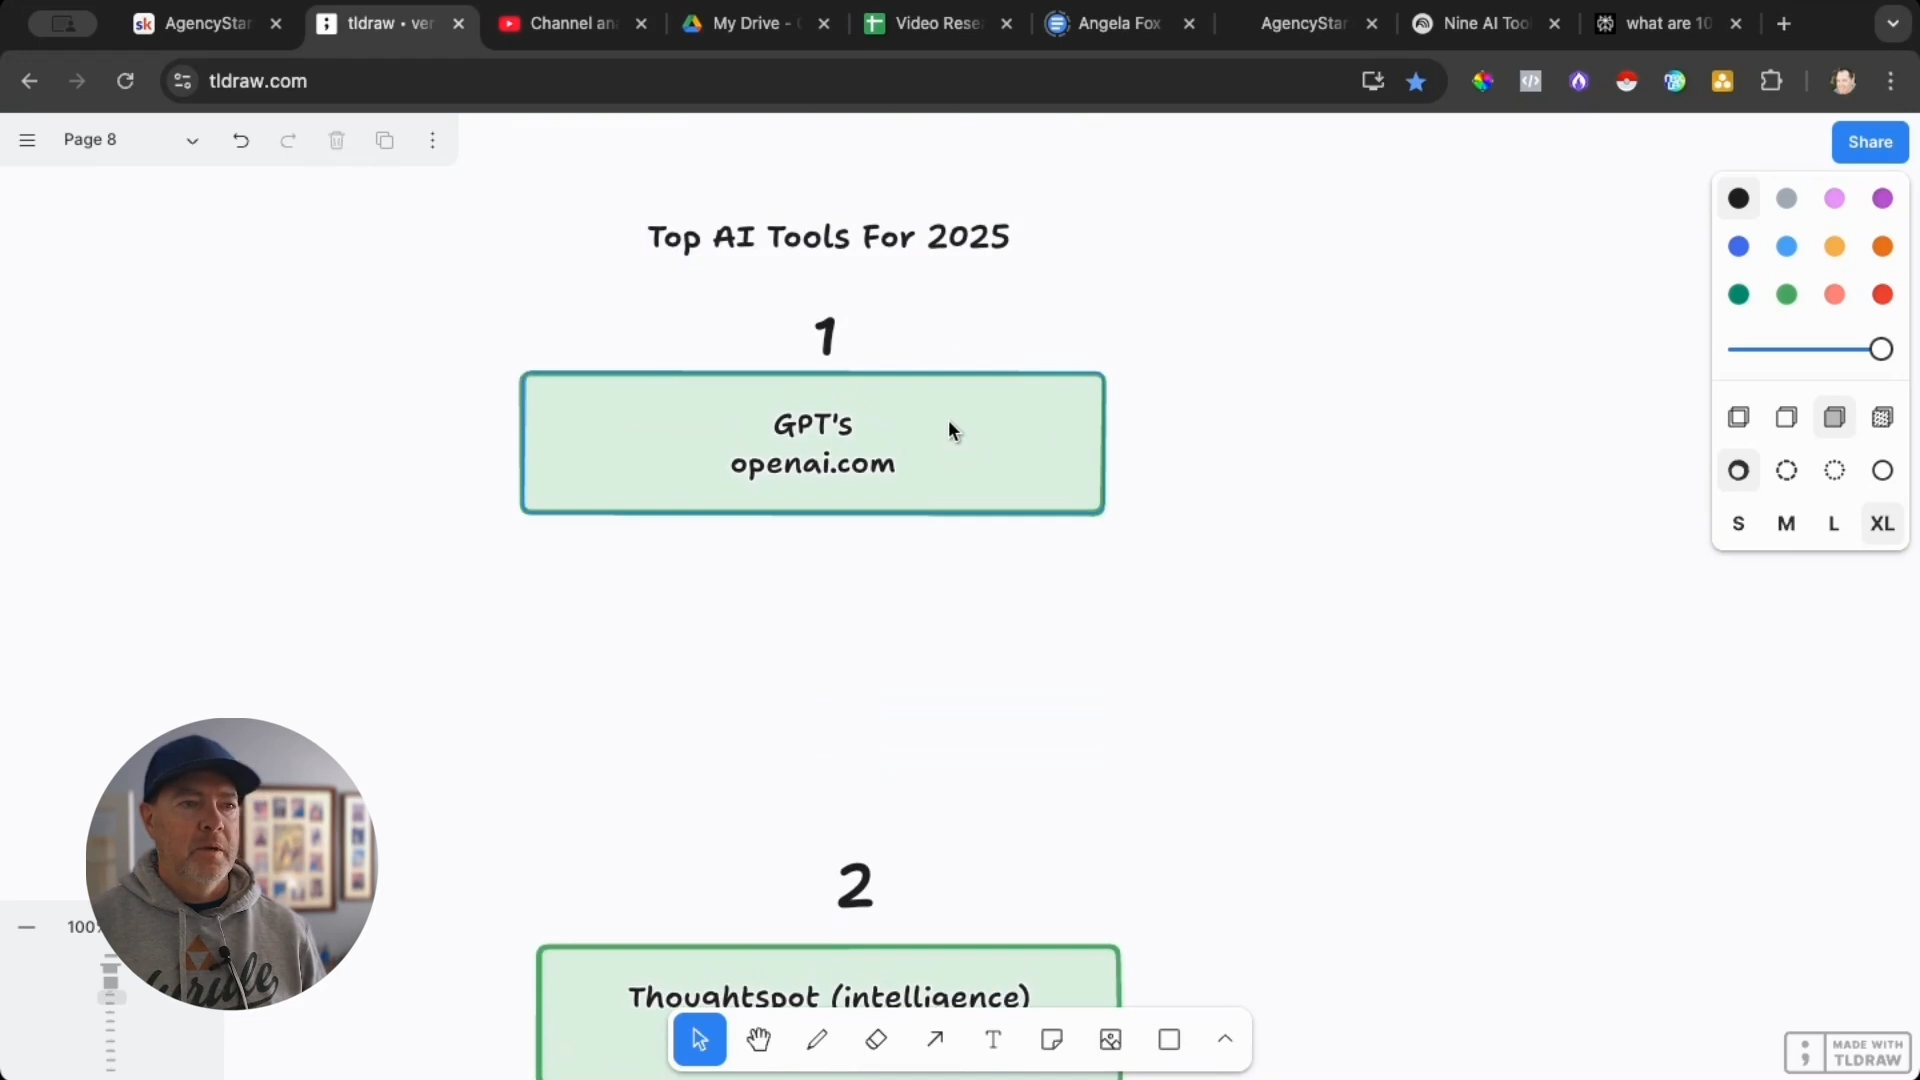 AgencyStar
tldraw • ver
Channel an
My Drive -
Video Rese
Angela Fox
AgencyStar
Nine AI Tool
what are 10
tldraw.com
Page 8
Share
Top AI Tools For 2025
1
GPT's
openai.com
S M L XL
2
100%
Thoughtspot (intelligence)
MADE WITH
TLDRAW